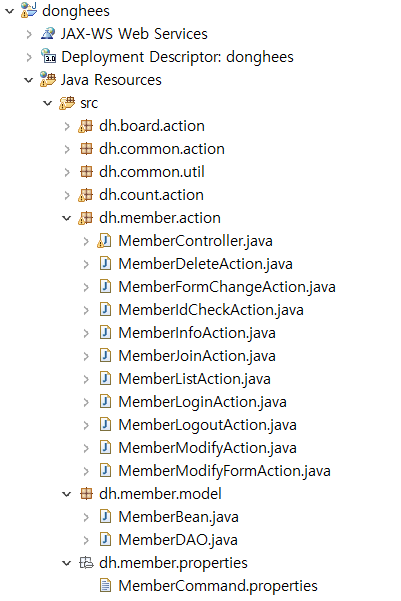 donghees
JAX-WS Web Services
Deployment Descriptor: donghees
Java Resources
src
dh.board.action
dh.common.action
dh.common.util
dh.count.action
dh.member.action
MemberController.java
MemberDeleteAction.java
MemberFormChangeAction.java
MemberIdCheckAction.java
MemberInfoAction.java
MemberJoinAction.java
MemberListAction.java
MemberLoginAction.java
MemberLogoutAction.java
MemberModifyAction.java
MemberModifyFormAction.java
dh.member.model
MemberBean.java
MemberDAO.java
dh.member.properties
MemberCommand.properties